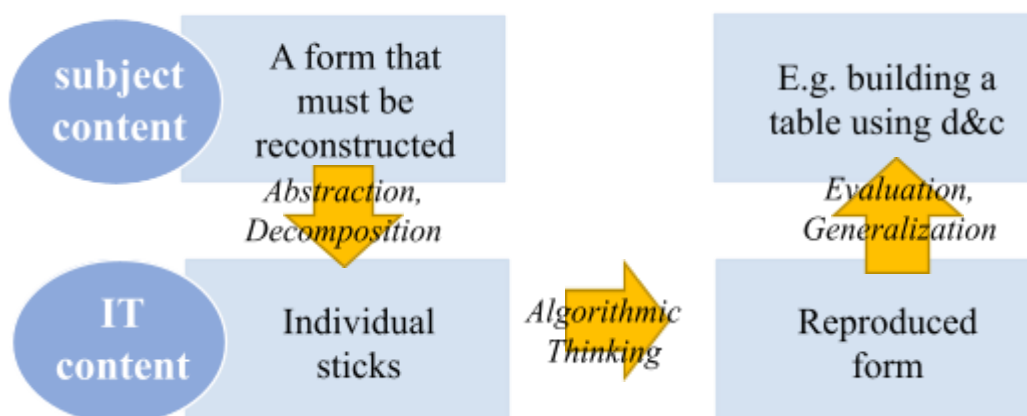 subject
content
A form that
must be
reconstructed
Abstraction,
Decomposition
E.g. building a
table using d&c
Evaluation,
Generalization
IT
content
Individual
sticks
Algorithmic
Thinking
Reproduced
form